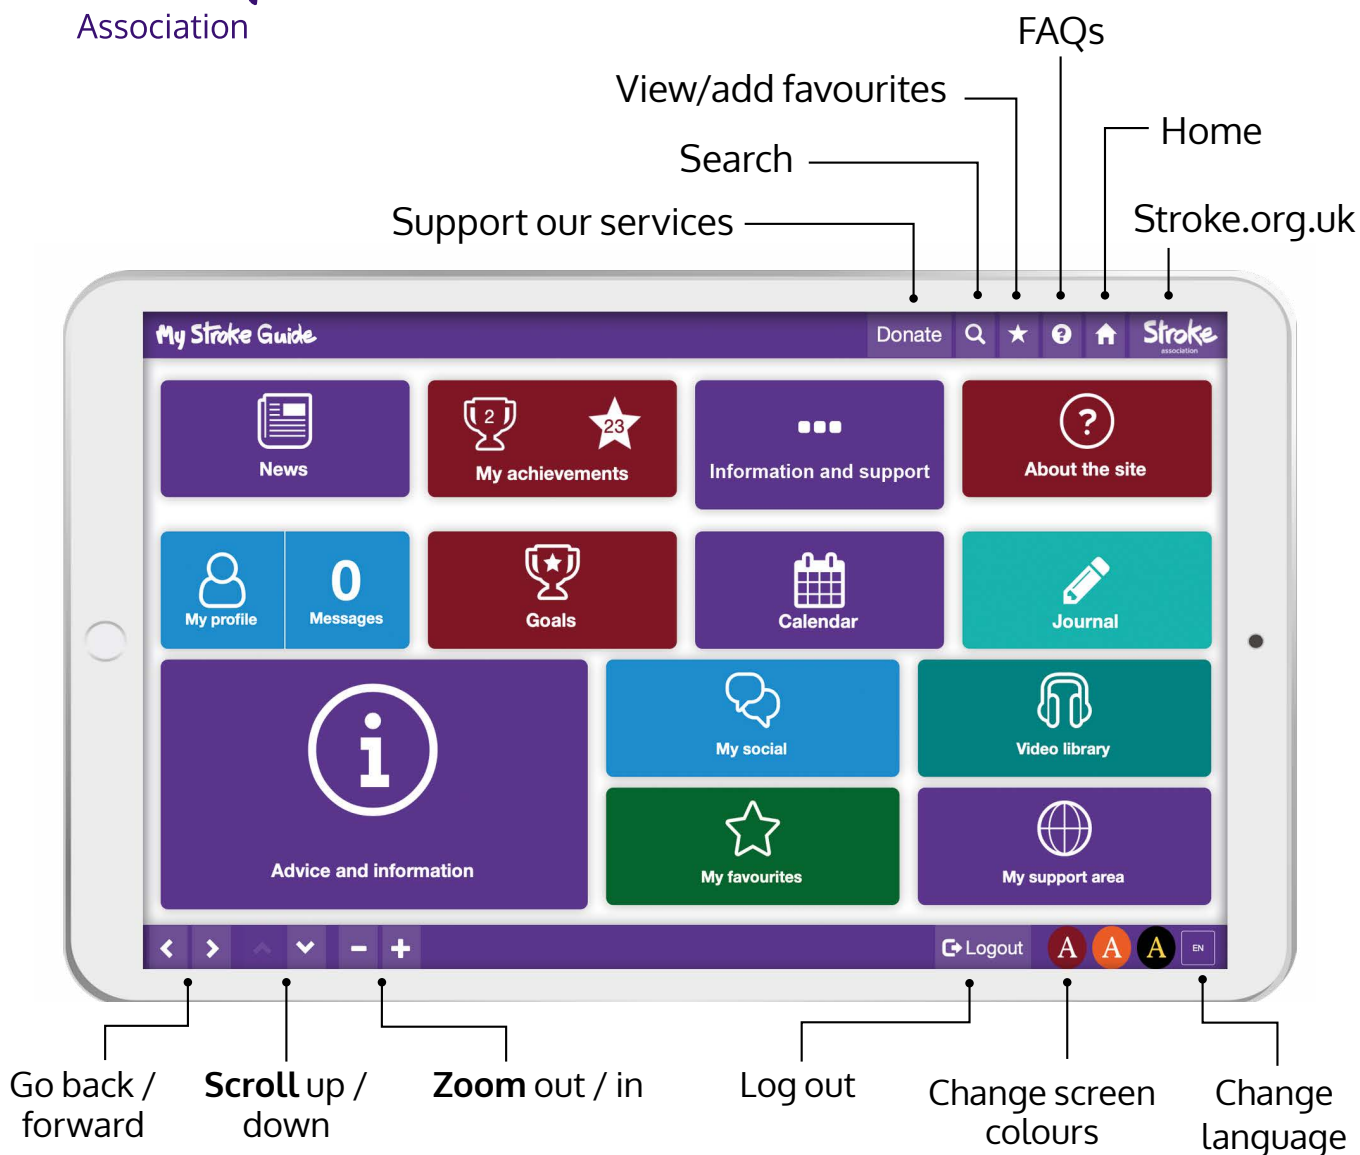 Association
FAQs
View/add favourites
Home
Search
Support our services
Stroke.org.uk
My Stroke Guide
Donate
?
Stroke
association
2
23
?
News
My achievements
Information and support
About the site
0
My profile
Messages
Goals
Calendar
Journal
i
My social
Video library
Advice and information
My favourites
My support area
Logout
A
A
A
EN
Go back /
forward
Scroll up /
down
Zoom out / in
Log out
Change screen
colours
Change
language